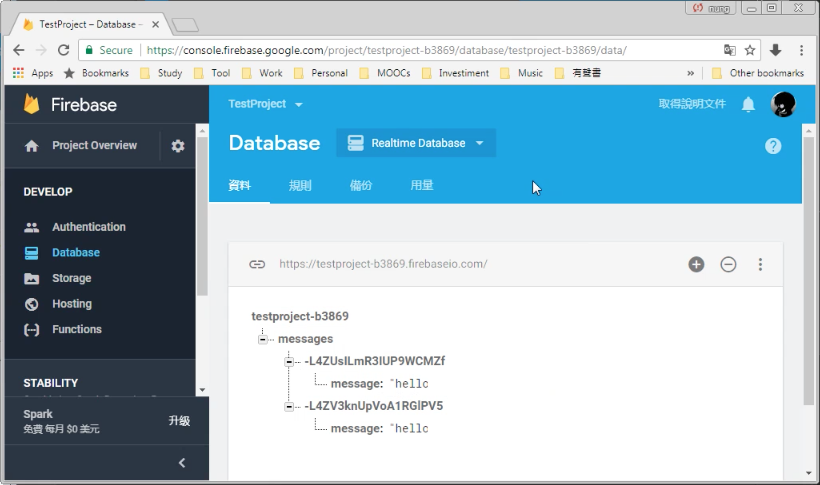 nung
TestProject – Database –
Secure https://console.firebase.google.com/project/testproject-b3869/database/testproject-b3869/data/
Apps Bookmarks Study Tool Work Personal MOOCs Investiment Music 有聲書 » Other bookmarks
Firebase
TestProject
取得說明文件
Project Overview
Database
Realtime Database
DEVELOP
資料 規則 備份 用量
Authentication
Database
Storage
Hosting
Functions
https://testproject-b3869.firebaseio.com/
testproject-b3869
messages
-L4ZUsILmR3IUP9WCMZf
message: "hello
-L4ZV3knUpVoA1RGlPV5
message: "hello
STABILITY
Spark
免費 每月 $0 美元
升級